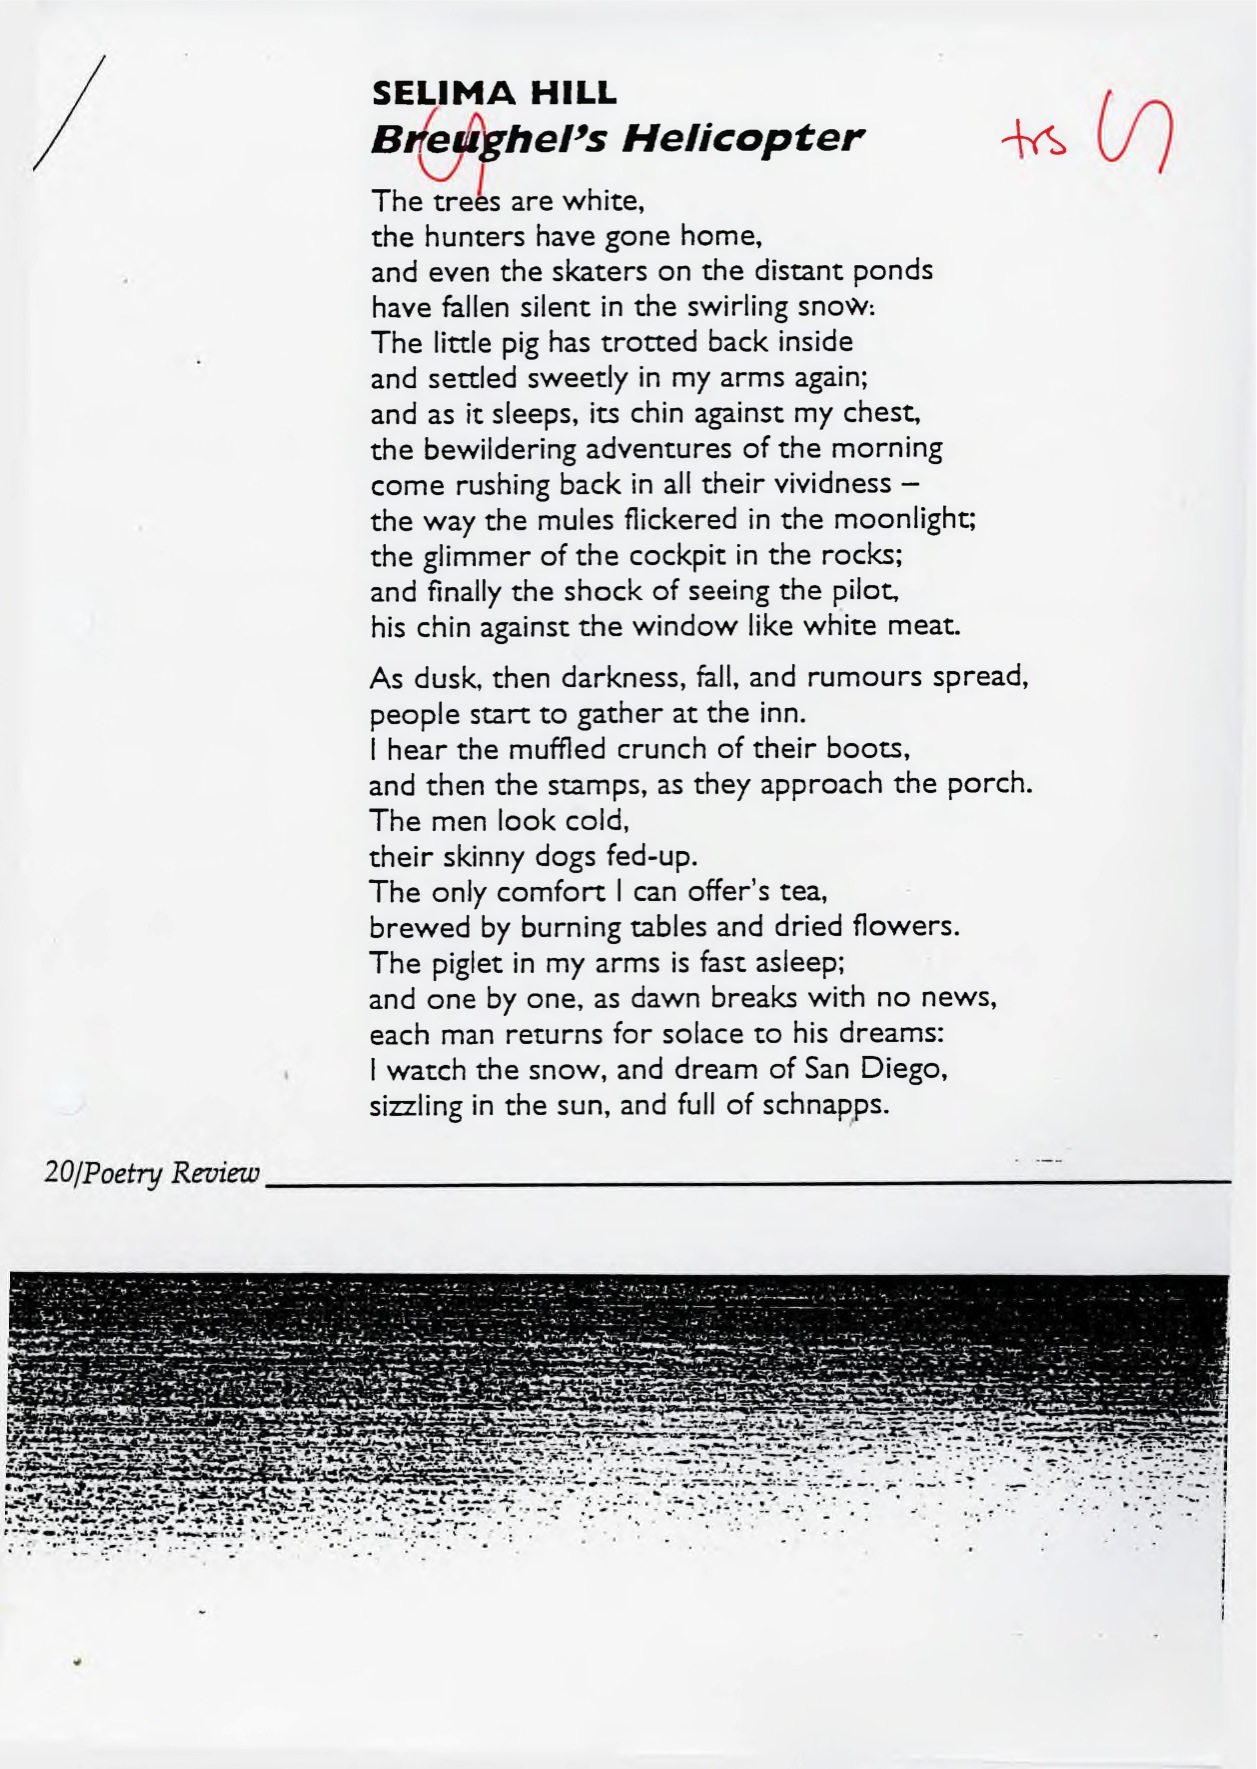 SELIMA HILL
Breughel's Helicopter
trs
The trees are white,
the hunters have gone home,
and even the skaters on the distant ponds
have fallen silent in the swirling snow:
The little pig has trotted back inside
and settled sweetly in my arms again;
and as it sleeps, its chin against my chest,
the bewildering adventures of the morning
come rushing back in all their vividness –
the way the mules flickered in the moonlight;
the glimmer of the cockpit in the rocks;
and finally the shock of seeing the pilot,
his chin against the window like white meat.
As dusk, then darkness, fall, and rumours spread,
people start to gather at the inn.
I hear the muffled crunch of their boots,
and then the stamps, as they approach the porch.
The men look cold,
their skinny dogs fed-up.
The only comfort I can offer's tea,
brewed by burning tables and dried flowers.
The piglet in my arms is fast asleep;
and one by one, as dawn breaks with no news,
each man returns for solace to his dreams:
I watch the snow, and dream of San Diego,
sizzling in the sun, and full of schnapps.
20/Poetry Review